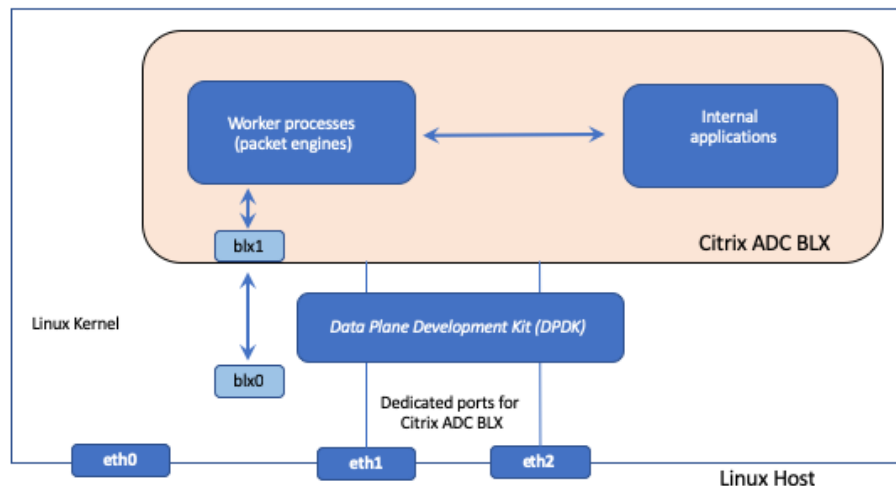 Worker processes
(packet engines)
Internal
applications
blx1
Citrix ADC BLX
Linux Kernel
Data Plane Development Kit (DPDK)
blx0
Dedicated ports for
Citrix ADC BLX
eth0
eth1
eth2
Linux Host